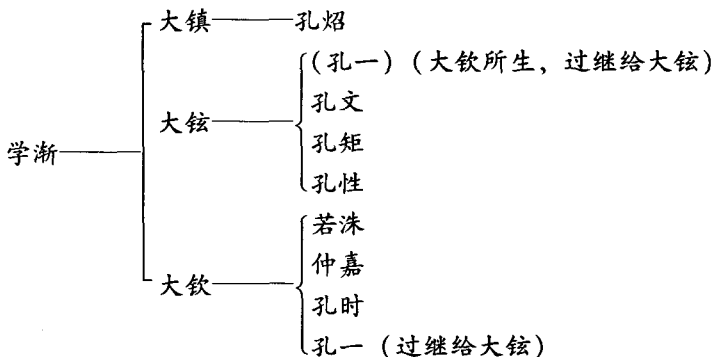 大镇 孔炤
(孔一)(大钦所生，过继给大铉)
孔文
大铉
孔矩
学渐
孔性
若洙
仲嘉
大钦
孔时
孔一(过继给大铉)